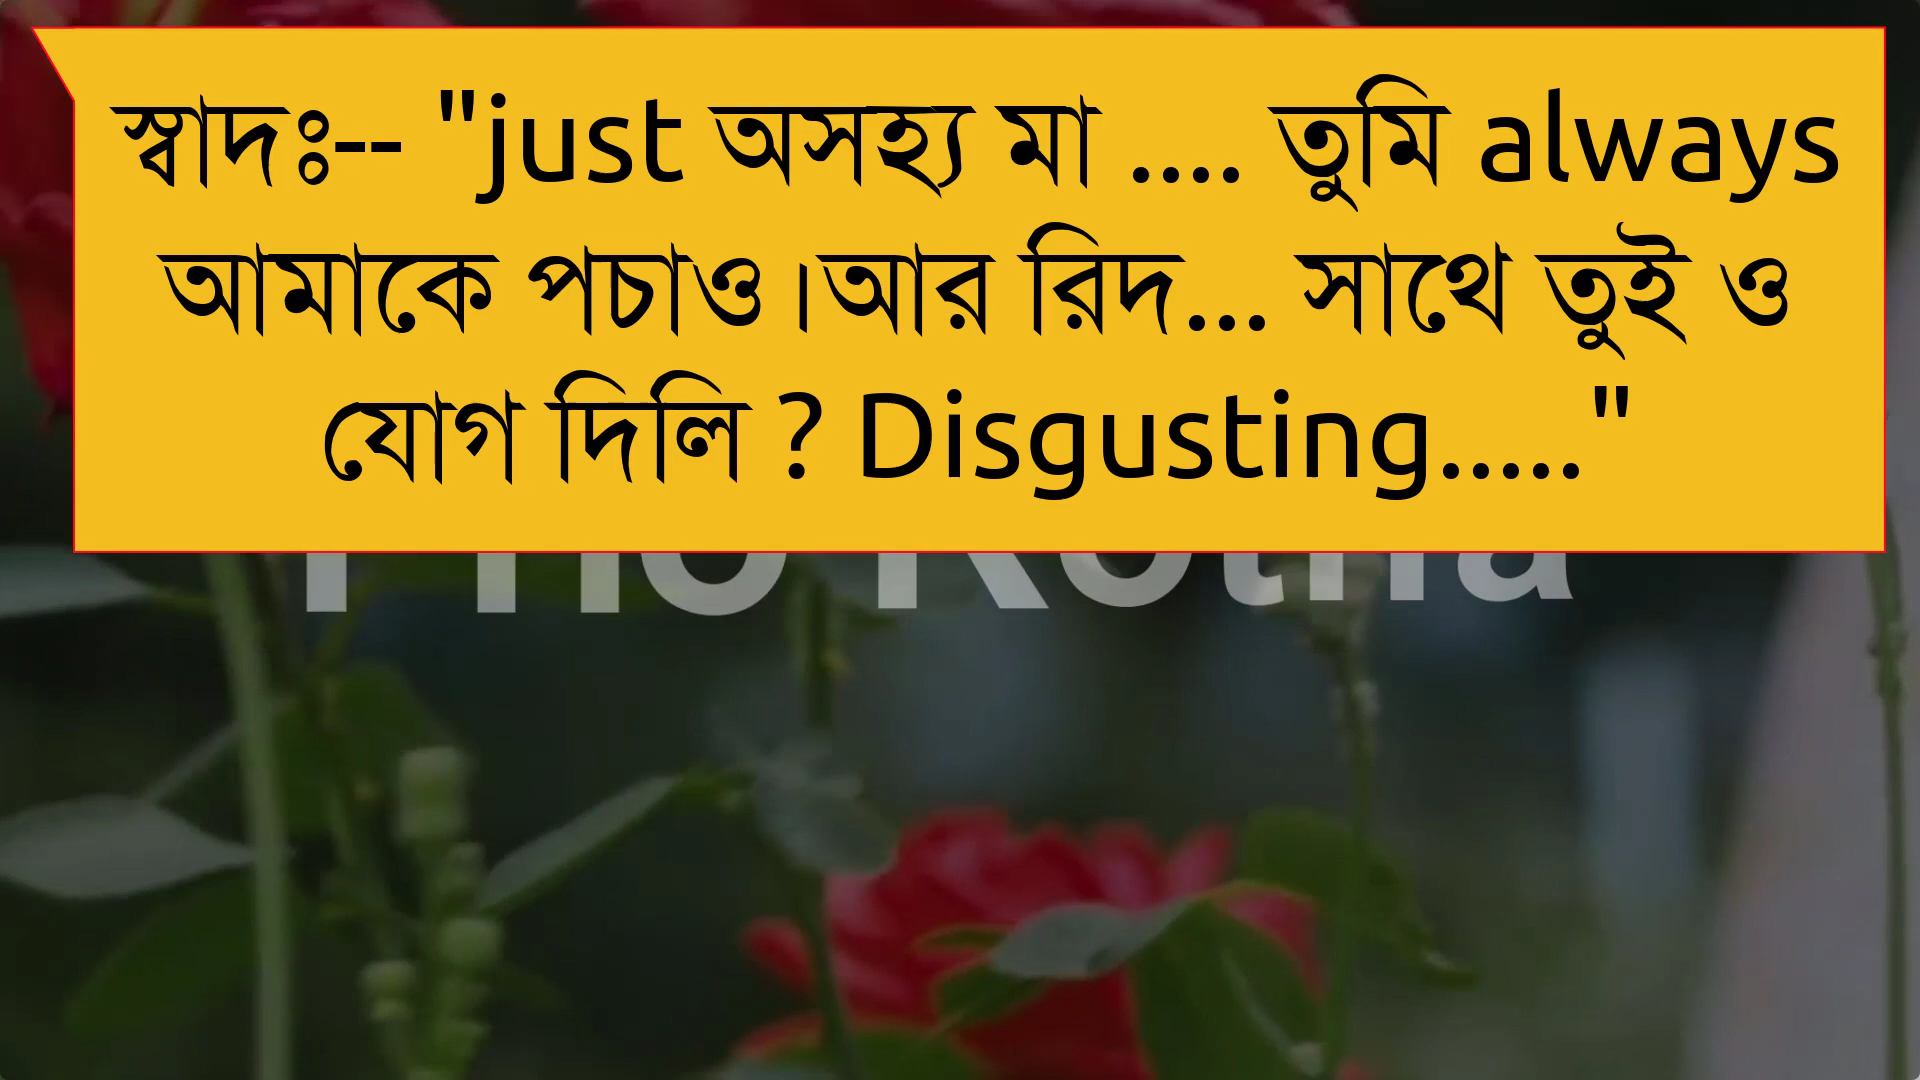 স্বাদঃ-- "just অসহ্য মা .... তুমি always
আমাকে পচাও।আর রিদ... সাথে তুই ও
যোগ দিলি ? Disgusting....."